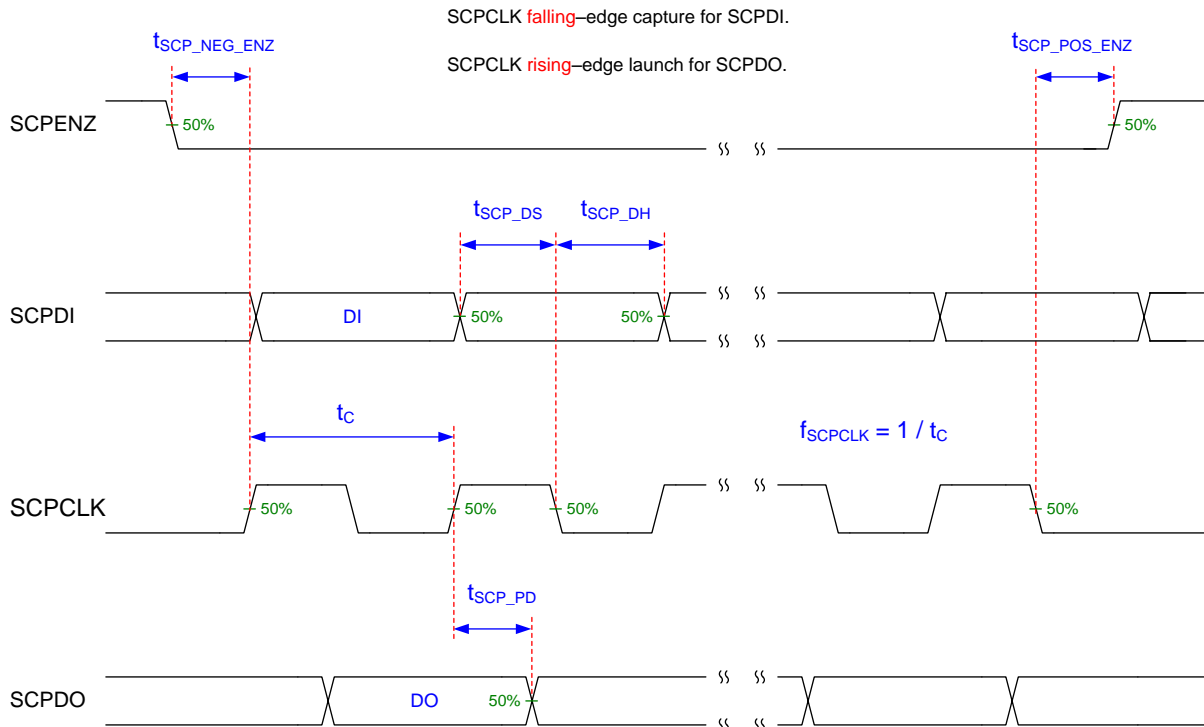 SCPCLK falling–edge capture for SCPDI.
SCPCLK rising–edge launch for SCPDO.
tSCP_NEG_ENZ
tSCP_POS_ENZ
SCPENZ
50%
50%
tSCP_DS
tSCP_DH
SCPDI
DI
50%
50%
tC
fSCPCLK = 1 / tC
SCPCLK
50%
50%
50%
50%
tSCP_PD
SCPDO
DO
50%